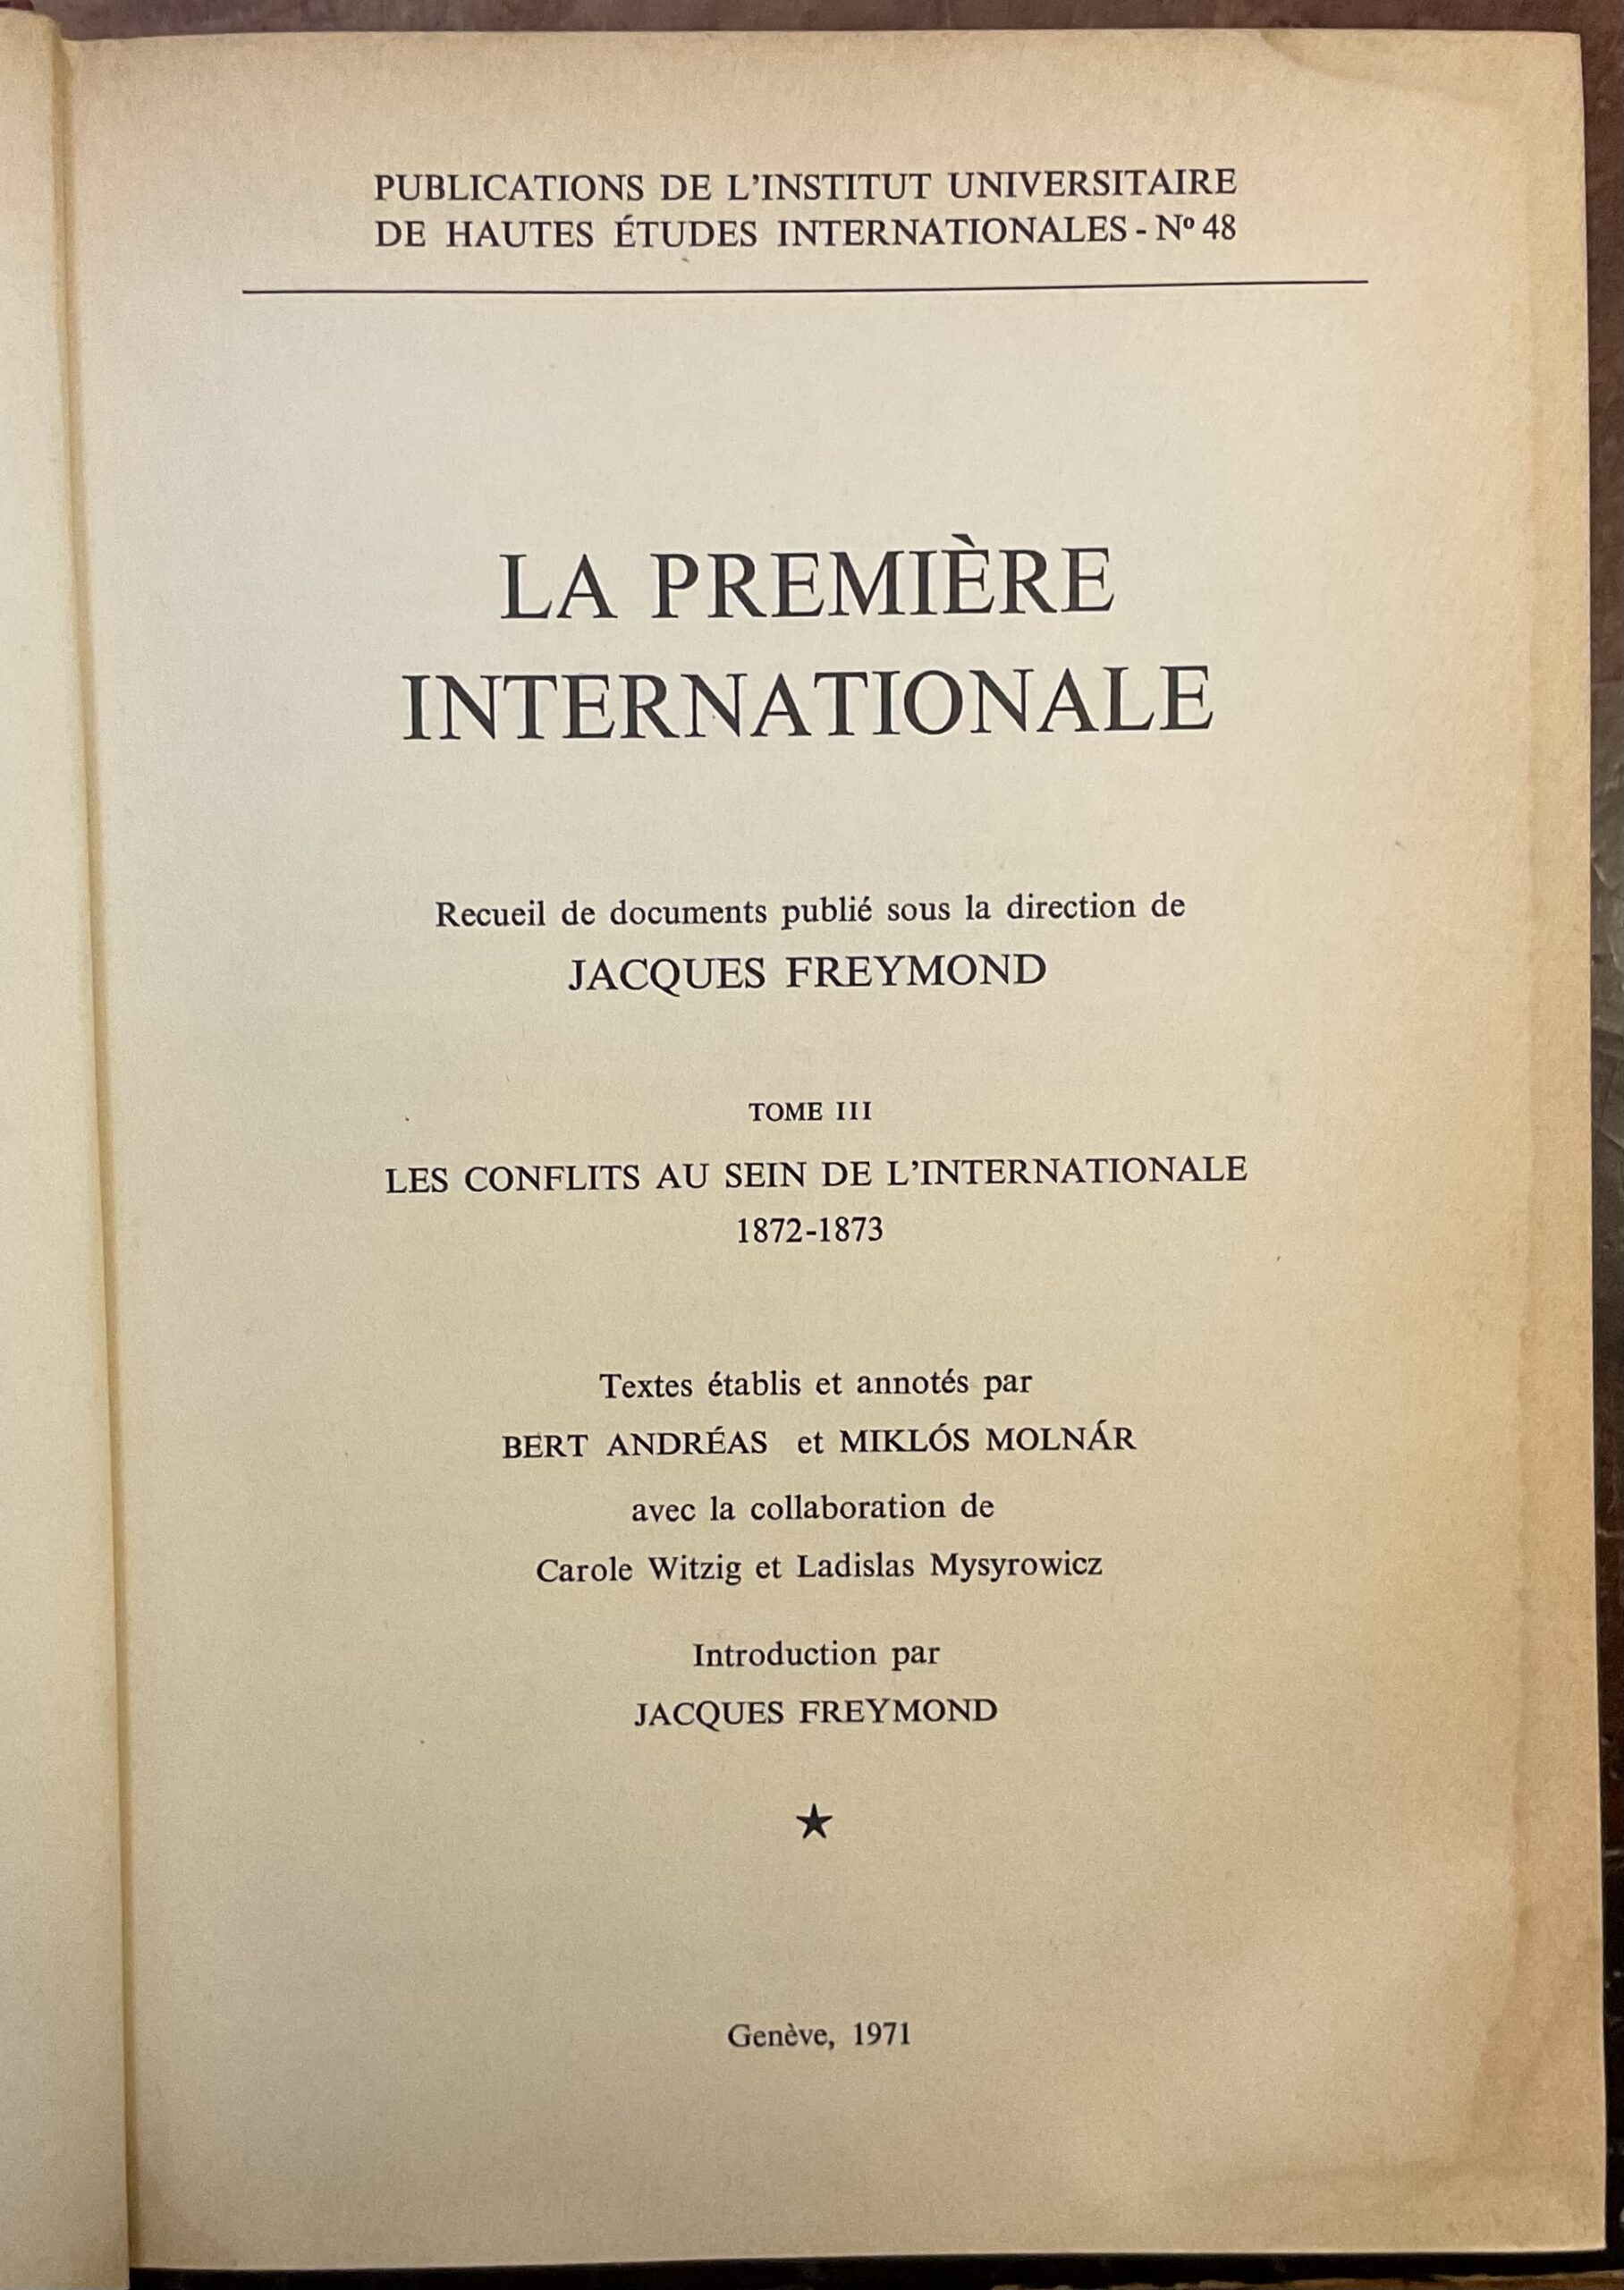 PUBLICATIONS DE L'INSTITUT UNIVERSITAIRE
DE HAUTES ÉTUDES INTERNATIONALES - Nº 48
LA PREMIÈRE
INTERNATIONALE
Recueil de documents publié sous la direction de
JACQUES FREYMOND
TOME III
LES CONFLITS AU SEIN DE L'INTERNATIONALE
1872-1873
Textes établis et annotés par
BERT ANDRÉAS et MIKLÓS MOLNÁR
avec la collaboration de
Carole Witzig et Ladislas Mysyrowicz
Introduction par
JACQUES FREYMOND
★
Genève, 1971